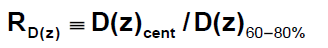 R_D(z) ≡ D(z)_cent / D(z)_60–80%